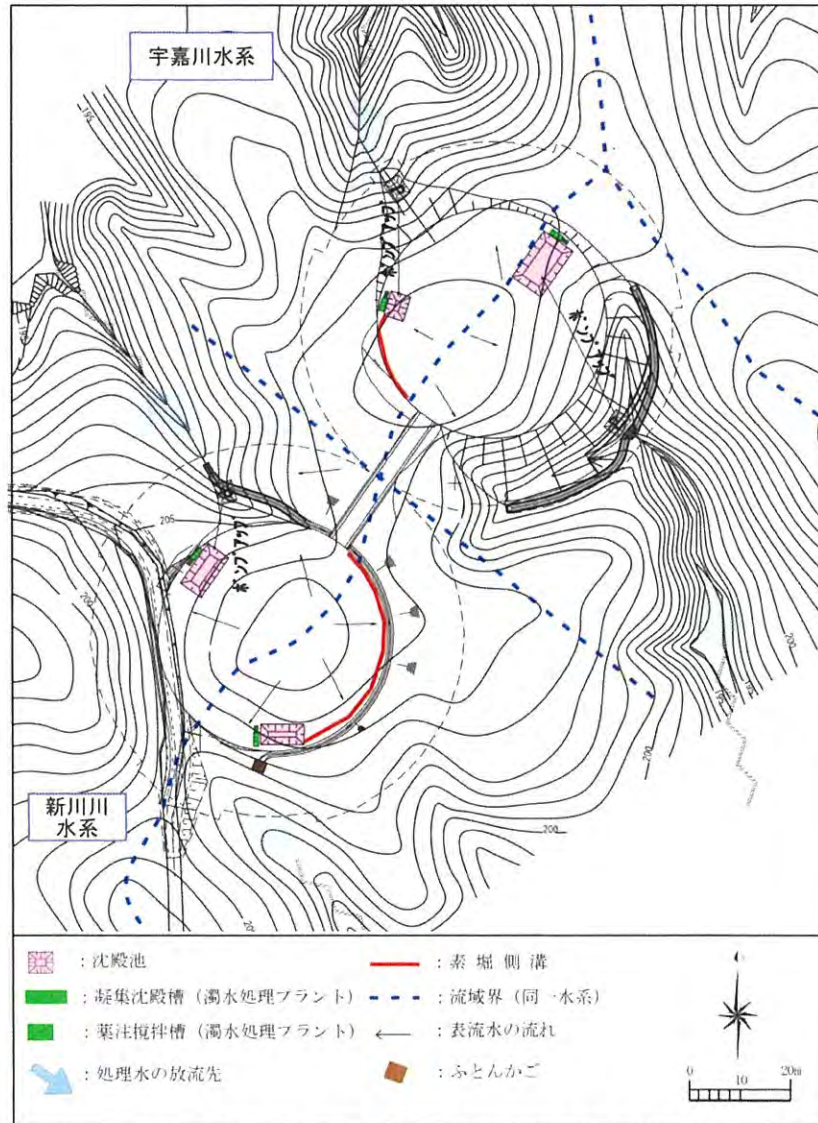 宇嘉川水系
195
ポンプアップ
ポンプアップ
205
ポンプアップ
200
200
195
200
新川川
水系
200
：沈殿池
：素堀側溝
：凝集沈殿槽（濁水処理プラント）
：流域界（同一水系）
：薬注撹拌槽（濁水処理プラント）
：表流水の流れ
：処理水の放流先
：ふとんかご
0 10 20m